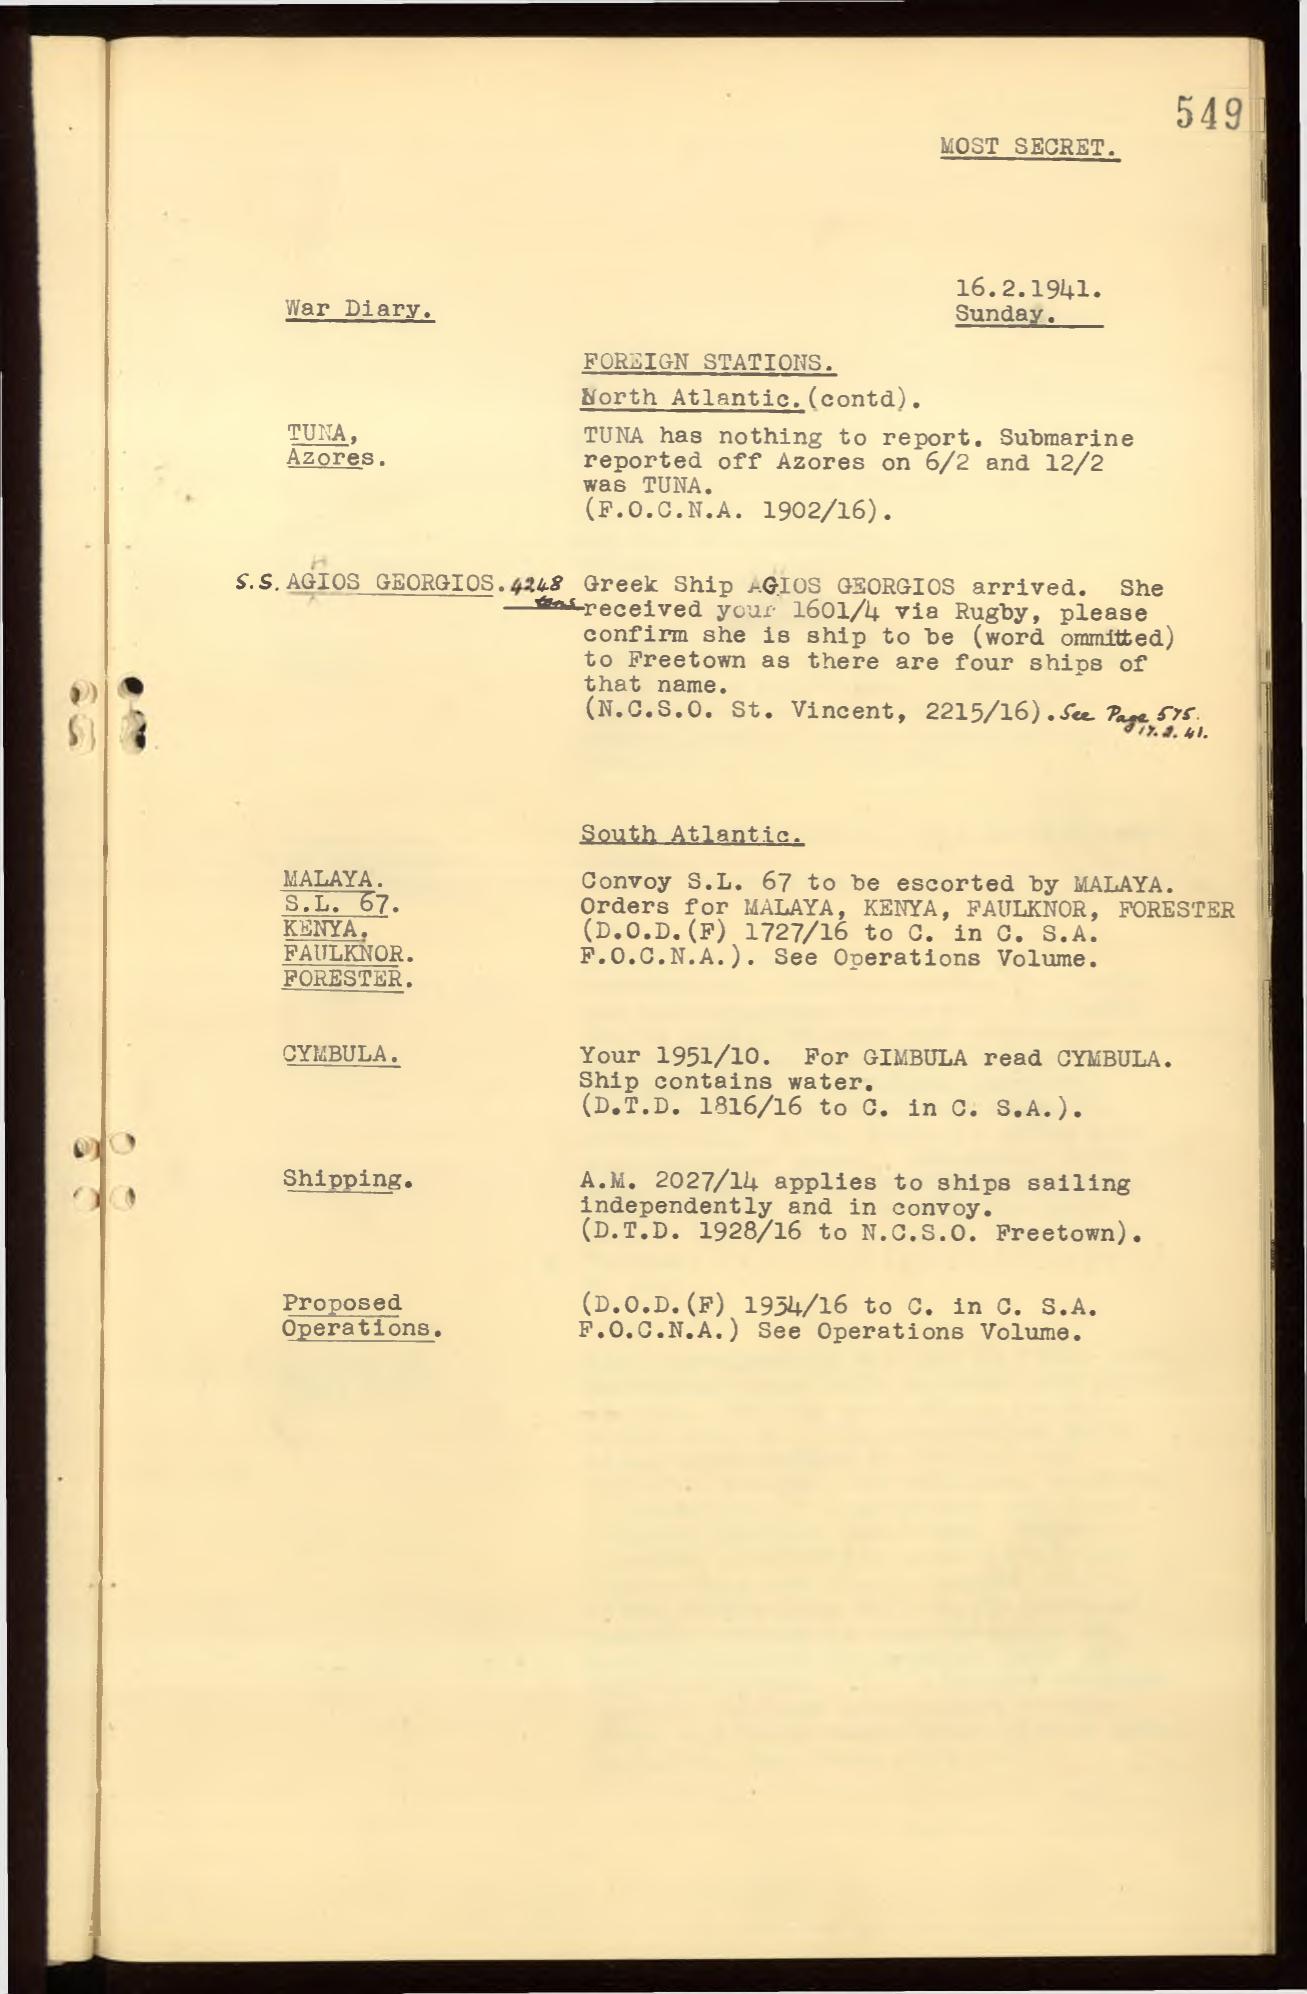 549
MOST SECRET.
16.2.1941.
War Diary.
Sunday.
FOREIGN STATIONS.
North Atlantic.(contd).
TUNA,
Azores.
TUNA has nothing to report. Submarine
reported off Azores on 6/2 and 12/2
was TUNA.
(F.O.C.N.A. 1902/16).
S.S. AGIOS GEORGIOS. 4248
tons
Greek Ship AGIOS GEORGIOS arrived. She
received your 1601/4 via Rugby, please
confirm she is ship to be (word ommitted)
to Freetown as there are four ships of
that name.
(N.C.S.O. St. Vincent, 2215/16). See Page 575.
17.2.41.
South Atlantic.
MALAYA.
S.L. 67.
KENYA.
FAULKNOR.
FORESTER.
Convoy S.L. 67 to be escorted by MALAYA.
Orders for MALAYA, KENYA, FAULKNOR, FORESTER
(D.O.D.(F) 1727/16 to C. in C. S.A.
F.O.C.N.A.). See Operations Volume.
CYMBULA.
Your 1951/10. For GIMBULA read CYMBULA.
Ship contains water.
(D.T.D. 1816/16 to C. in C. S.A.).
Shipping.
A.M. 2027/14 applies to ships sailing
independently and in convoy.
(D.T.D. 1928/16 to N.C.S.O. Freetown).
Proposed
Operations.
(D.O.D.(F) 1934/16 to C. in C. S.A.
F.O.C.N.A.) See Operations Volume.